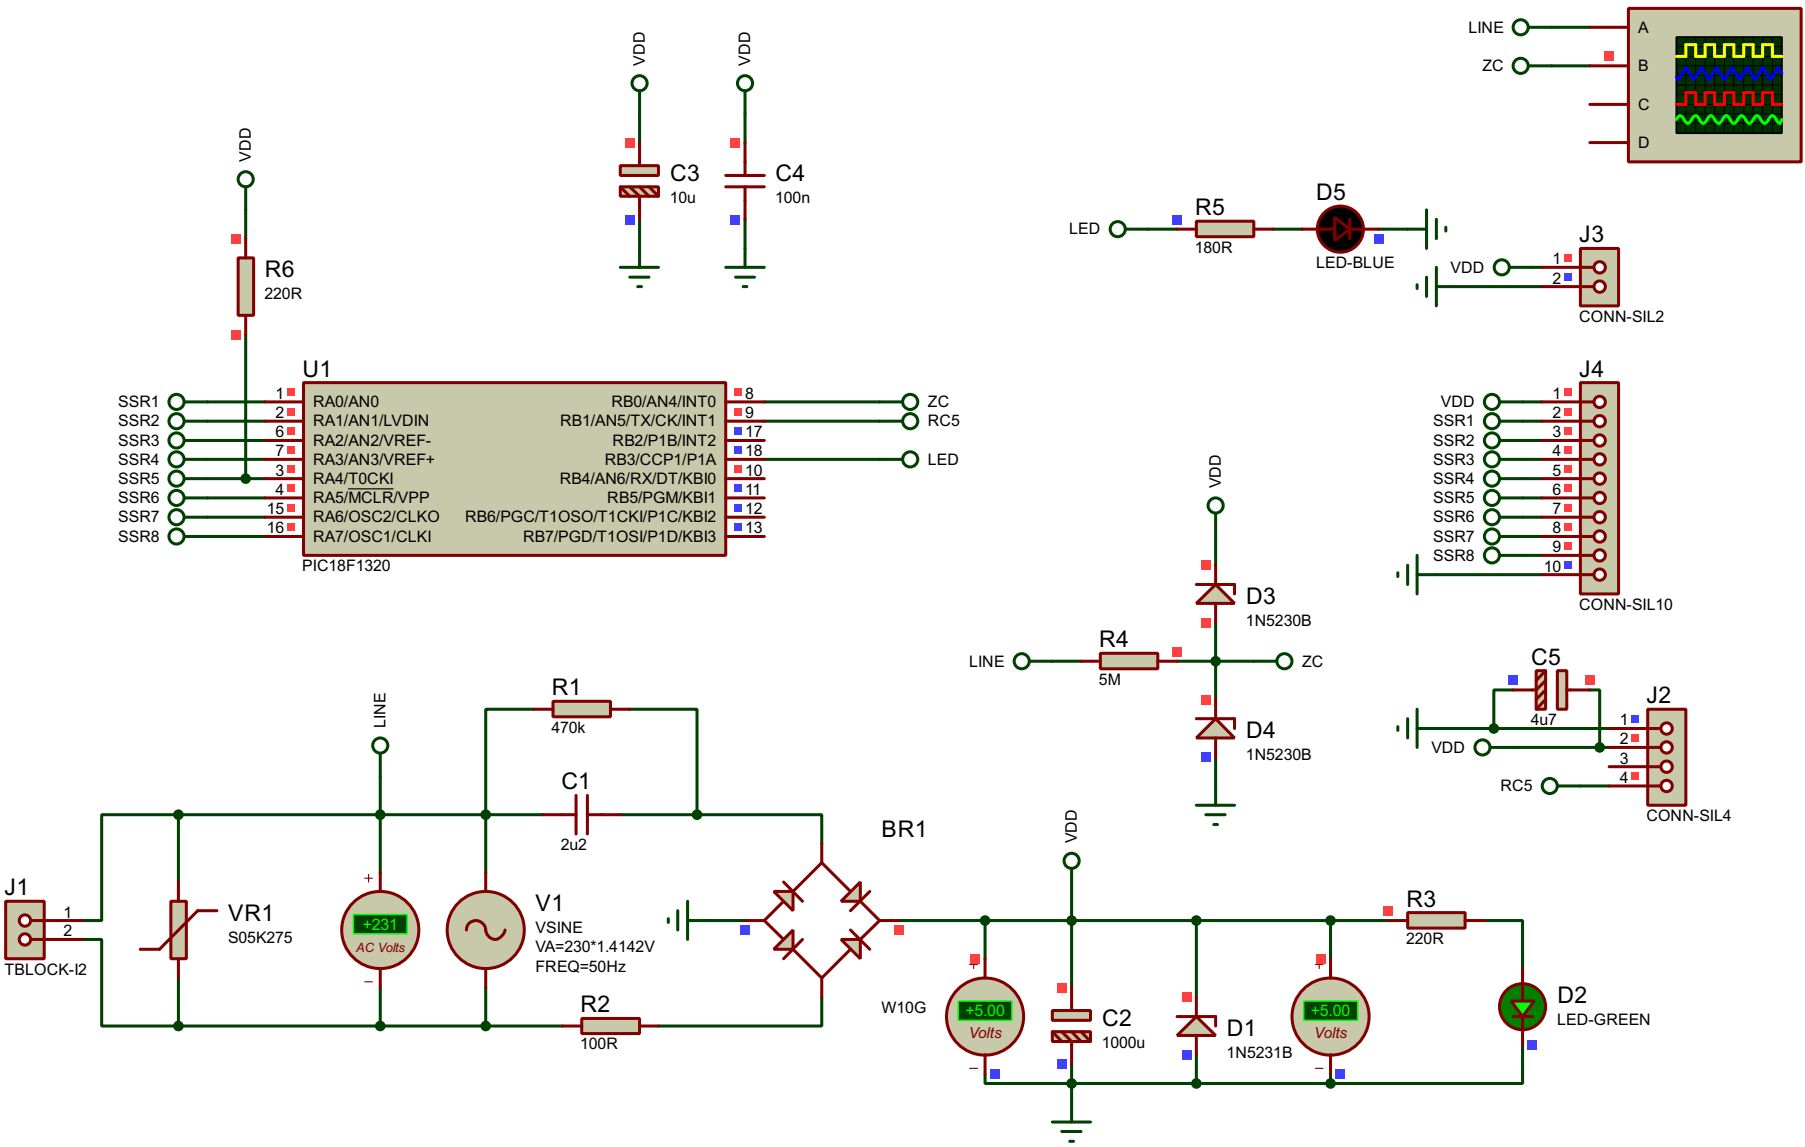 VDD
VDD
LINE
A
ZC
B
C
D
C3
10u
C4
100n
VDD
R6
220R
LED
R5
180R
D5
LED-BLUE
J3
VDD
1
2
CONN-SIL2
U1
SSR1
1
RA0/AN0
RB0/AN4/INT0
8
ZC
SSR2
2
RA1/AN1/LVDIN
RB1/AN5/TX/CK/INT1
9
RC5
SSR3
6
RA2/AN2/VREF-
RB2/P1B/INT2
17
SSR4
7
RA3/AN3/VREF+
RB3/CCP1/P1A
18
LED
SSR5
3
RA4/T0CKI
RB4/AN6/RX/DT/KBI0
10
SSR6
4
RA5/MCLR/VPP
RB5/PGM/KBI1
11
SSR7
15
RA6/OSC2/CLKO
RB6/PGC/T1OSO/T1CKI/P1C/KBI2
12
SSR8
16
RA7/OSC1/CLKI
RB7/PGD/T1OSI/P1D/KBI3
13
PIC18F1320
J4
VDD
1
SSR1
2
SSR2
3
SSR3
4
SSR4
5
SSR5
6
SSR6
7
SSR7
8
SSR8
9
10
CONN-SIL10
VDD
D3
1N5230B
LINE
R4
5M
ZC
D4
1N5230B
C5
4u7
J2
1
VDD
2
3
RC5
4
CONN-SIL4
LINE
R1
470k
C1
2u2
BR1
W10G
J1
1
2
TBLOCK-I2
VR1
S05K275
+
+231
AC Volts
−
V1
VSINE
VA=230*1.4142V
FREQ=50Hz
R2
100R
VDD
+
+5.00
Volts
−
C2
1000u
D1
1N5231B
+
+5.00
Volts
−
R3
220R
D2
LED-GREEN